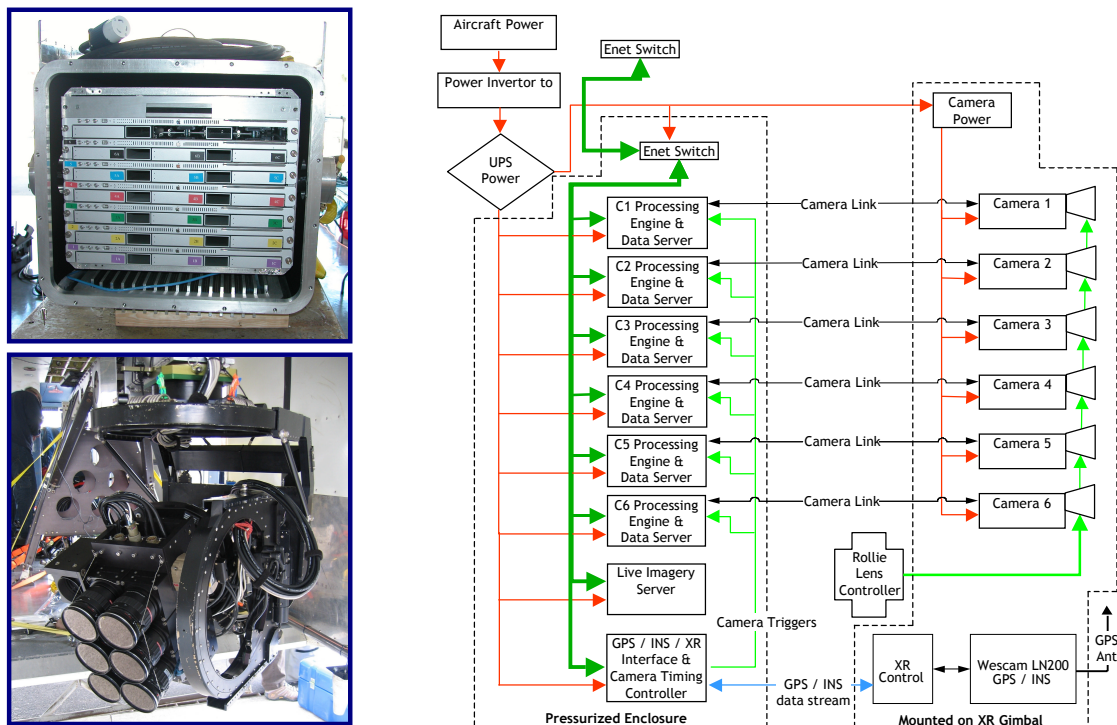 Aircraft Power
Power Invertor to
UPS
Power
Enet Switch
Enet Switch
Camera
Power
C1 Processing
Engine &
Data Server
Camera Link
Camera 1
C2 Processing
Engine &
Data Server
Camera Link
Camera 2
C3 Processing
Engine &
Data Server
Camera Link
Camera 3
C4 Processing
Engine &
Data Server
Camera Link
Camera 4
C5 Processing
Engine &
Data Server
Camera Link
Camera 5
C6 Processing
Engine &
Data Server
Camera Link
Camera 6
Live Imagery
Server
Rollie
Lens
Controller
Camera Triggers
GPS / INS / XR
Interface &
Camera Timing
Controller
GPS / INS
data stream
XR
Control
Wescam LN200
GPS / INS
GPS
Ant
Pressurized Enclosure
Mounted on XR Gimbal